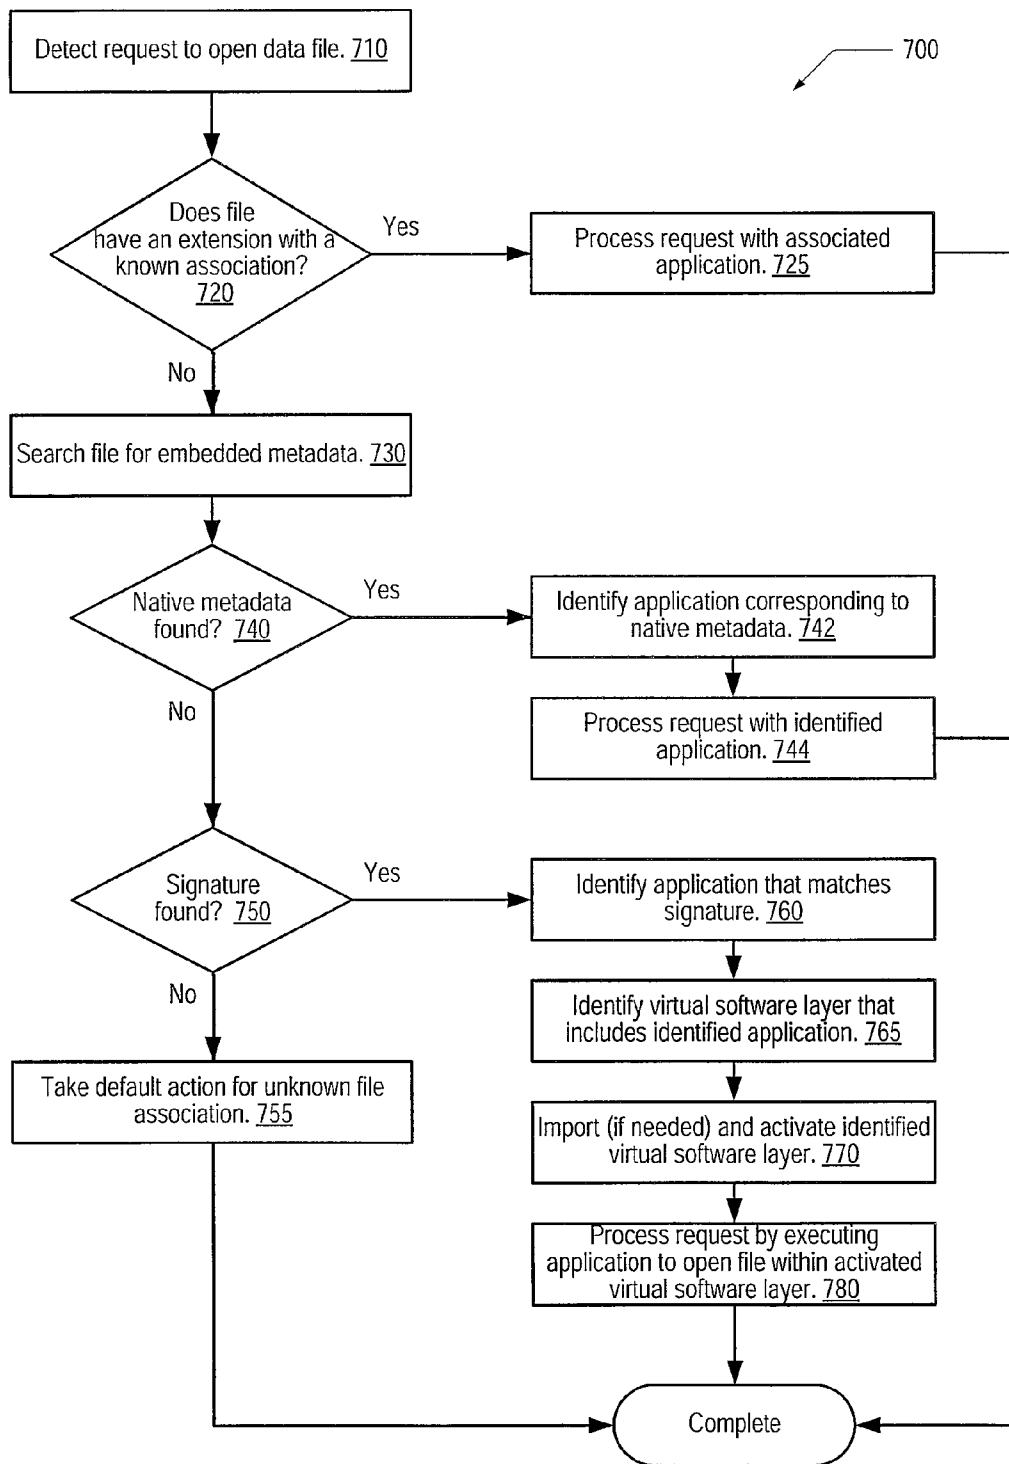 Detect request to open data file. 710
700
Does file
have an extension with a
known association?
720
Yes
Process request with associated
application. 725
No
Search file for embedded metadata. 730
Native metadata
found? 740
Yes
Identify application corresponding to
native metadata. 742
Process request with identified
application. 744
No
Signature
found? 750
Yes
Identify application that matches
signature. 760
Identify virtual software layer that
includes identified application. 765
No
Take default action for unknown file
association. 755
Import (if needed) and activate identified
virtual software layer. 770
Process request by executing
application to open file within activated
virtual software layer. 780
Complete